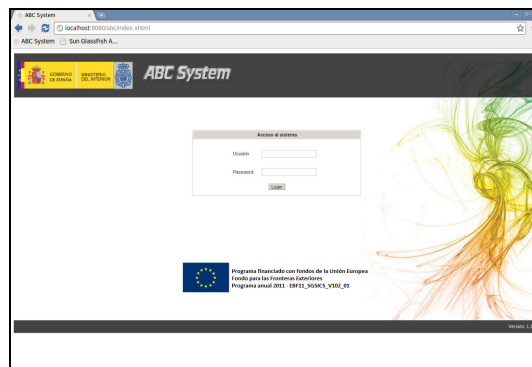 ABC System
localhost:8080/abc/index.xhtml
ABC System Sun GlassFish A...
GOBIERNO DE ESPAÑA
MINISTERIO DEL INTERIOR
ABC System
Acceso al sistema
Usuario
Password
Login
Programa financiado con fondos de la Unión Europea
Fondo para las Fronteras Exteriores
Programa anual 2011 - EBF11_SGSICS_V102_01
Versión: 1.1